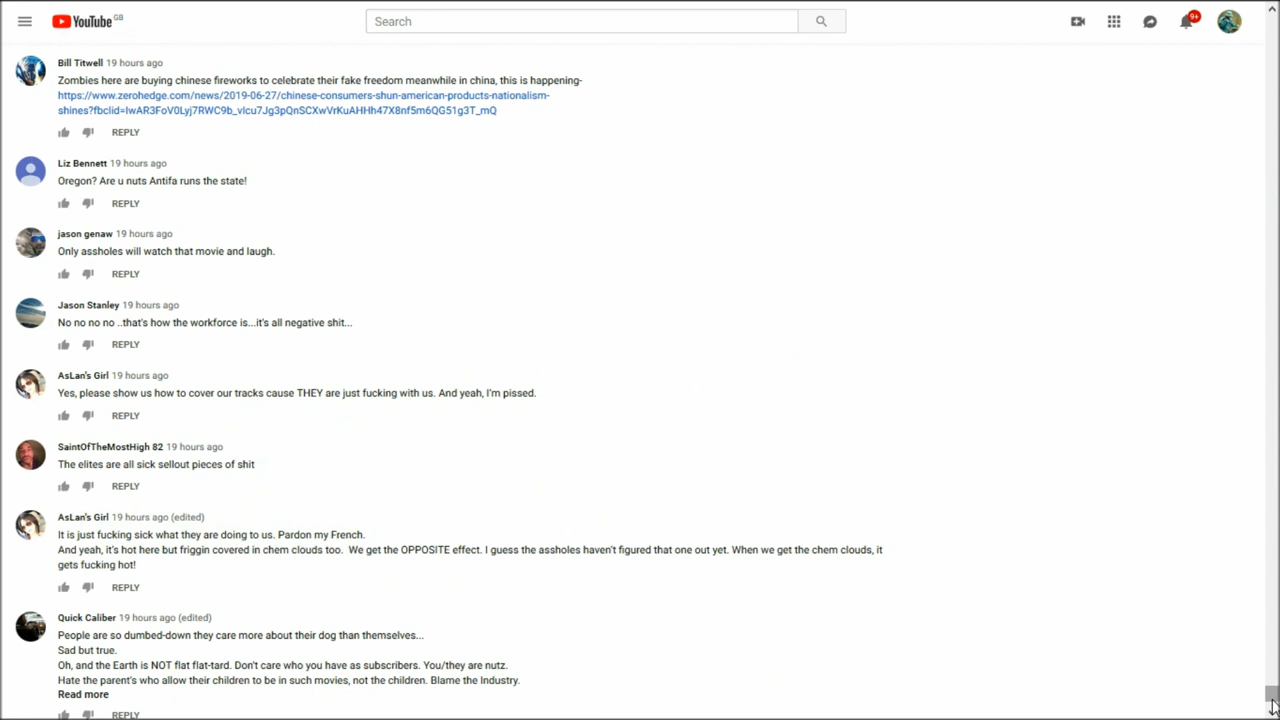 YouTube GB
Search
9+
Bill Titwell 19 hours ago
Zombies here are buying chinese fireworks to celebrate their fake freedom meanwhile in china, this is happening-
https://www.zerohedge.com/news/2019-06-27/chinese-consumers-shun-american-products-nationalism-
shines?fbclid=IwAR3FoV0Lyj7RWC9b_vIcu7Jg3pQnSCXwVrKuAHHh47X8nf5m6QG51g3T_mQ
REPLY
Liz Bennett 19 hours ago
Oregon? Are u nuts Antifa runs the state!
REPLY
jason genaw 19 hours ago
Only assholes will watch that movie and laugh.
REPLY
Jason Stanley 19 hours ago
No no no no ..that's how the workforce is...it's all negative shit...
REPLY
AsLan's Girl 19 hours ago
Yes, please show us how to cover our tracks cause THEY are just fucking with us. And yeah, I'm pissed.
REPLY
SaintOfTheMostHigh 82 19 hours ago
The elites are all sick sellout pieces of shit
REPLY
AsLan's Girl 19 hours ago (edited)
It is just fucking sick what they are doing to us. Pardon my French.
And yeah, it's hot here but friggin covered in chem clouds too. We get the OPPOSITE effect. I guess the assholes haven't figured that one out yet. When we get the chem clouds, it
gets fucking hot!
REPLY
Quick Caliber 19 hours ago (edited)
People are so dumbed-down they care more about their dog than themselves...
Sad but true.
Oh, and the Earth is NOT flat flat-tard. Don't care who you have as subscribers. You/they are nutz.
Hate the parent's who allow their children to be in such movies, not the children. Blame the Industry.
Read more
REPLY